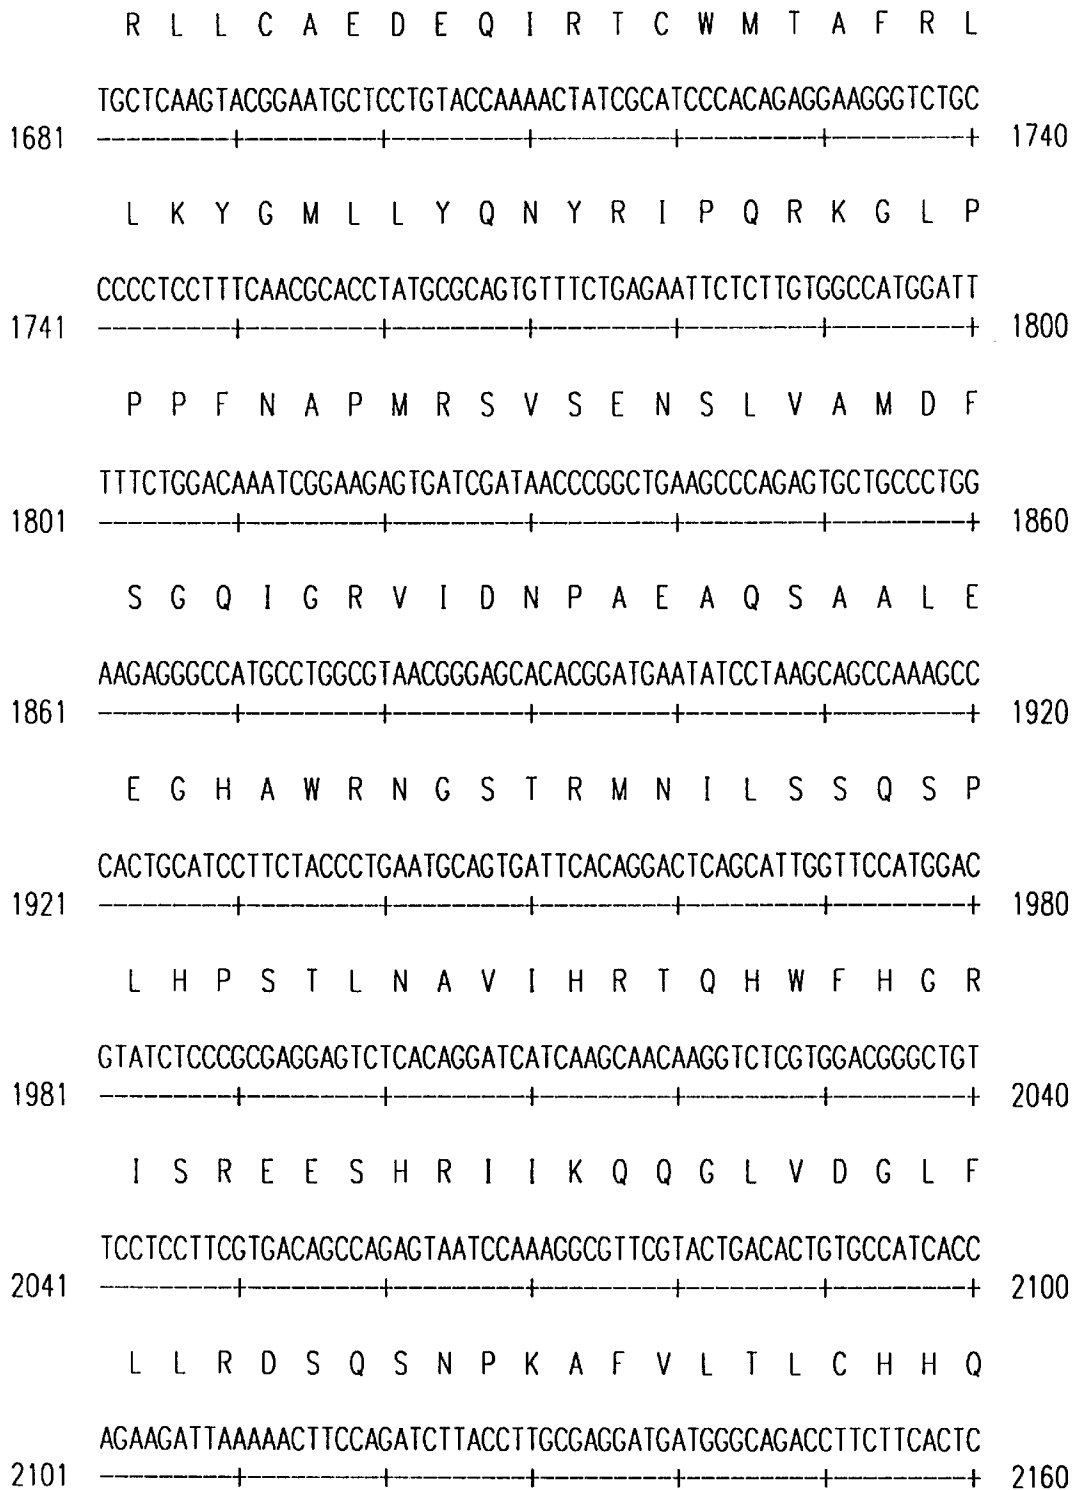 R L L C A E D E Q I R T C W M T A F R L
TGCTCAAGTACGGAATGCTCCTGTACCAAAACTATCGCATCCCACAGAGGAAGGGTCTGC
1681 ---------+---------+---------+---------+---------+---------+ 1740
L K Y G M L L Y Q N Y R I P Q R K G L P
CCCCTCCTTTCAACGCACCTATGCGCAGTGTTTCTGAGAATTCTCTTGTGGCCATGGATT
1741 ---------+---------+---------+---------+---------+---------+ 1800
P P F N A P M R S V S E N S L V A M D F
TTTCTGGACAAATCGGAAGAGTGATCGATAACCCGGCTGAAGCCCAGAGTGCTGCCCTGG
1801 ---------+---------+---------+---------+---------+---------+ 1860
S G Q I G R V I D N P A E A Q S A A L E
AAGAGGGCCATGCCTGGCGTAACGGGAGCACACGGATGAATATCCTAAGCAGCCAAAGCC
1861 ---------+---------+---------+---------+---------+---------+ 1920
E G H A W R N G S T R M N I L S S Q S P
CACTGCATCCTTCTACCCTGAATGCAGTGATTCACAGGACTCAGCATTGGTTCCATGGAC
1921 ---------+---------+---------+---------+---------+---------+ 1980
L H P S T L N A V I H R T Q H W F H G R
GTATCTCCCGCGAGGAGTCTCACAGGATCATCAAGCAACAAGGTCTCGTGGACGGGCTGT
1981 ---------+---------+---------+---------+---------+---------+ 2040
I S R E E S H R I I K Q Q G L V D G L F
TCCTCCTTCGTGACAGCCAGAGTAATCCAAAGGCGTTCGTACTGACACTGTGCCATCACC
2041 ---------+---------+---------+---------+---------+---------+ 2100
L L R D S Q S N P K A F V L T L C H H Q
AGAAGATTAAAAACTTCCAGATCTTACCTTGCGAGGATGATGGGCAGACCTTCTTCACTC
2101 ---------+---------+---------+---------+---------+---------+ 2160